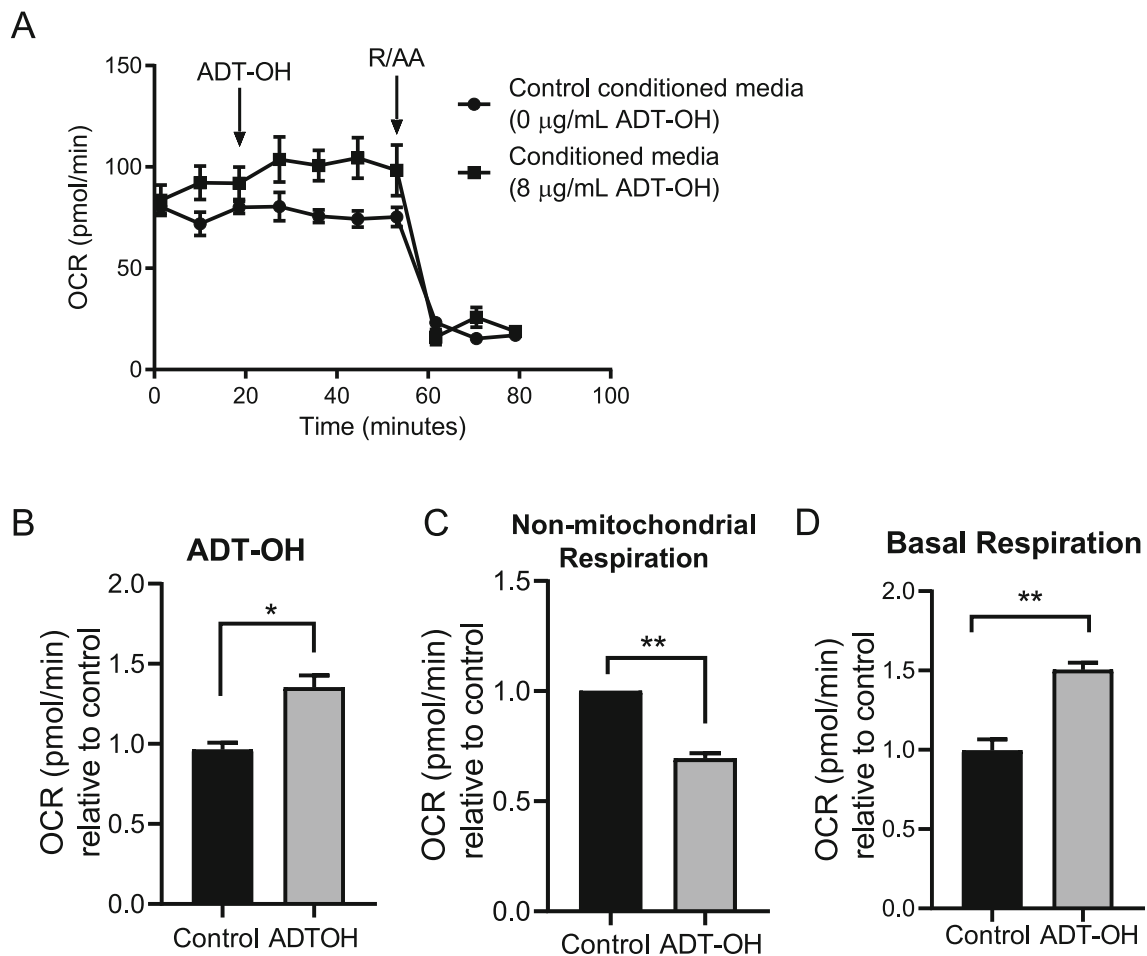 A
150
100
50
0
OCR (pmol/min)
ADT-OH
R/AA
0 20 40 60 80 100
Time (minutes)
Control conditioned media
(0 μg/mL ADT-OH)
Conditioned media
(8 μg/mL ADT-OH)
B
ADT-OH
*
2.0
1.5
1.0
0.5
0.0
OCR (pmol/min)
relative to control
Control ADTOH
C
Non-mitochondrial
Respiration
**
1.5
1.0
0.5
0.0
OCR (pmol/min)
relative to control
Control ADT-OH
D
Basal Respiration
**
2.0
1.5
1.0
0.5
0.0
OCR (pmol/min)
relative to control
Control ADT-OH